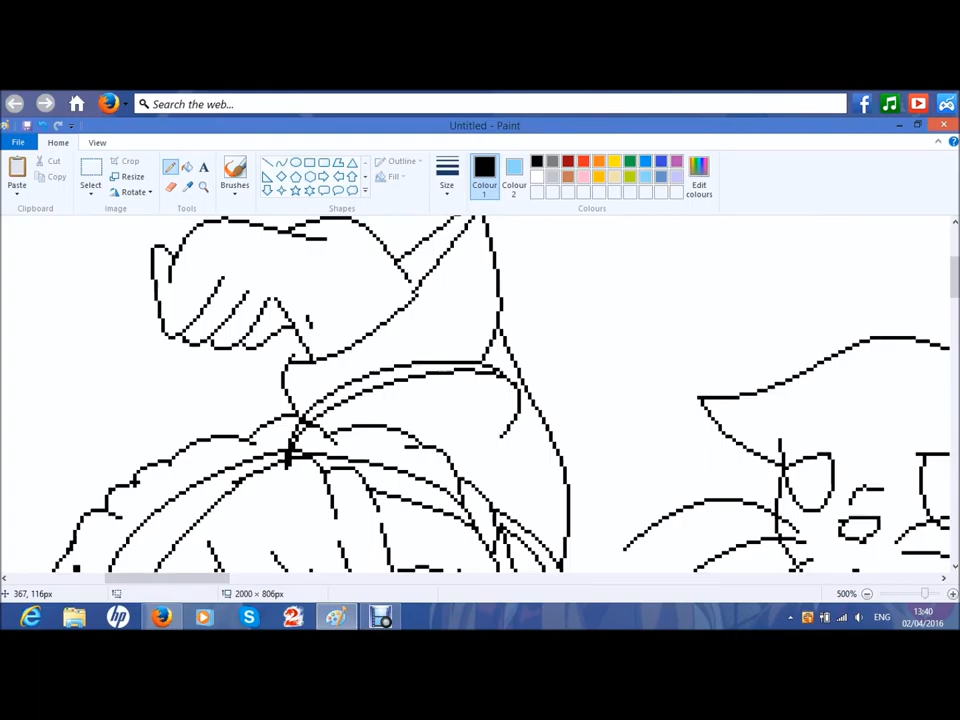 Search the web...
Untitled - Paint
File Home View
Cut
Copy
Paste
Clipboard
Crop
Resize
Rotate
Select
Image
A
Tools
Brushes
Outline
Fill
Shapes
Size
Colour 1
Colour 2
Edit colours
Colours
367, 116px
2000 × 806px
500%
hp
ENG
13:40
02/04/2016